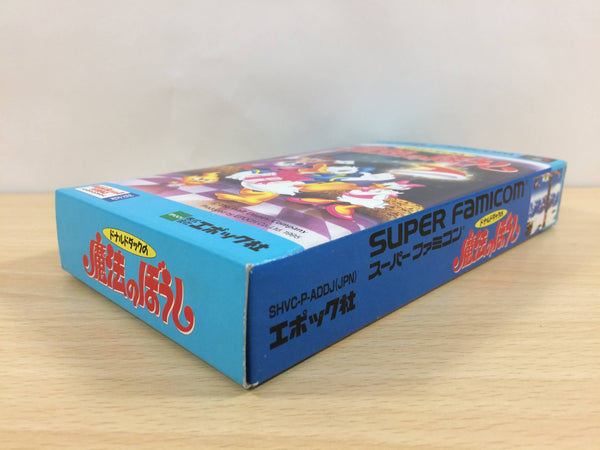 ドナルドダックの
魔法のぼうし
エポック社
SUPER FAMICOM
スーパーファミコン
ドナルドダックの
魔法のぼうし
SHVC-P-ADDJ(JPN)
エポック社